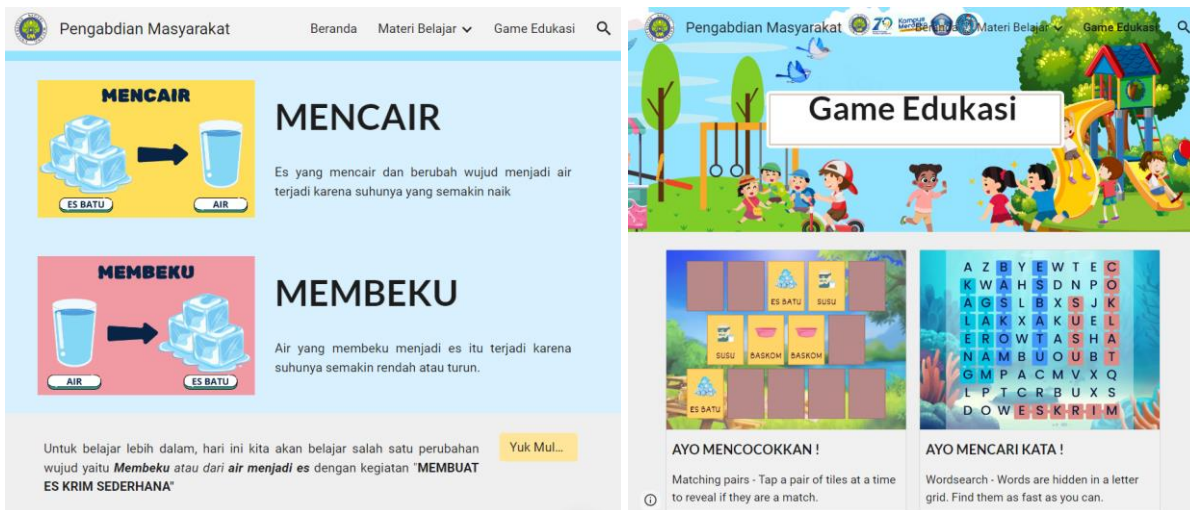 Pengabdian Masyarakat
Beranda
Materi Belajar
Game Edukasi
MENCAIR
ES BATU
AIR
MENCAIR
Es yang mencair dan berubah wujud menjadi air
terjadi karena suhunya yang semakin naik
MEMBEKU
AIR
ES BATU
MEMBEKU
Air yang membeku menjadi es itu terjadi karena
suhunya semakin rendah atau turun.
Untuk belajar lebih dalam, hari ini kita akan belajar salah satu perubahan
wujud yaitu Membeku atau dari air menjadi es dengan kegiatan "MEMBUAT
ES KRIM SEDERHANA"
Yuk Mul...
Pengabdian Masyarakat
Beranda
Materi Belajar
Game Edukasi
Game Edukasi
ES BATU
SUSU
SUSU
BASKOM
BASKOM
ES BATU
AYO MENCOCOKKAN !
Matching pairs - Tap a pair of tiles at a time
to reveal if they are a match.
A Z B Y E W T E C
K W A H S D N P O
A G S L B X S J K
L A K X A K U E L
E R O W T A S H A
N A M B U O U B T
G M P A C M V X Q
L P T C R B U X S
D O W E S K R I M
AYO MENCARI KATA !
Wordsearch - Words are hidden in a letter
grid. Find them as fast as you can.